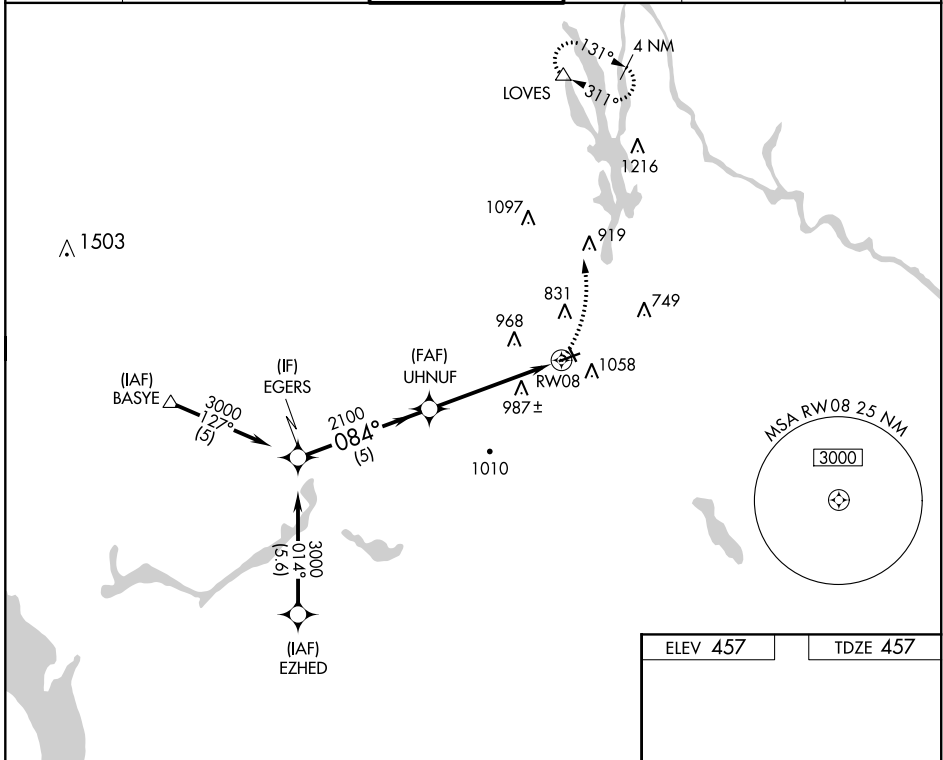 131°
4 NM
LOVES
311°
1216
1097
1503
919
831
749
968
(FAF)
UHNUF
(IF)
EGERS
RW08
1058
(IAF)
BASYE
3000
127°
(5)
2100
084°
(5)
987±
1010
MSA RW08 25 NM
3000
3000
014°
(5.6)
(IAF)
EZHED
ELEV 457
TDZE 457